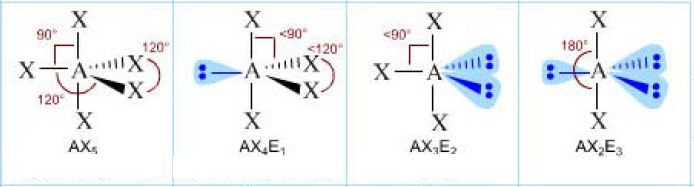 X
90°
120°
X A X
X
120°
X
AX₅
X
<90°
<120°
A X
X
X
AX₄E₁
X
<90°
X A
X
AX₃E₂
X
180°
A
X
AX₂E₃